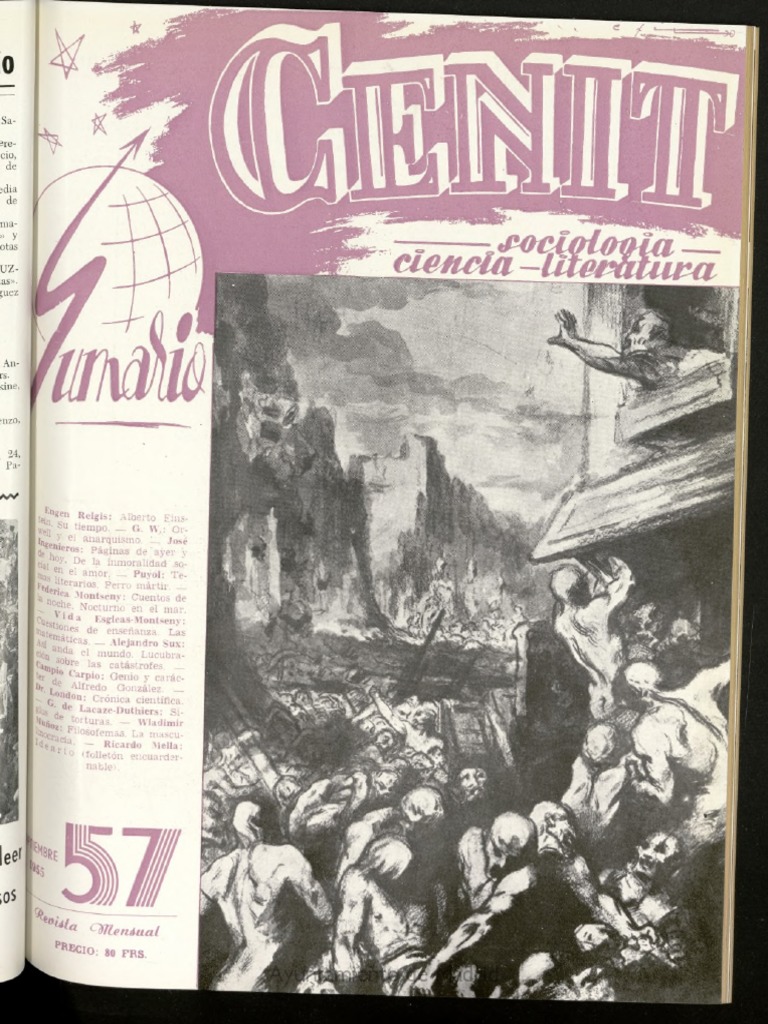 CENIT
sociologia
ciencia - literatura
Sumario
Eugen Relgis: Alberto Eins-
tein. Su tiempo. — G. W.: Or-
well y el anarquismo. — José
Ingenieros: Páginas de ayer y
de hoy. De la inmoralidad so-
cial en el amor. — Puyol: Te-
mas literarios. Perro mártir. —
Federica Montseny: Cuentos de
la noche. Nocturno en el mar.
— Vida Esgleas-Montseny:
Cuestiones de enseñanza. Las
matemáticas. — Alejandro Sux:
Así anda el mundo. Lucubra-
ción sobre las catástrofes. —
Campio Carpio: Genio y carác-
ter de Alfredo González. —
Dr. London: Crónica científica.
— G. de Lacaze-Duthiers: Si-
glos de torturas. — Wladimir
Muñoz: Filosofemas. La mascu-
linocracia. — Ricardo Mella:
Ideario (folletón encuader-
nable).
57
Revista Mensual
PRECIO: 80 FRS.
Ayuntamiento de Madrid